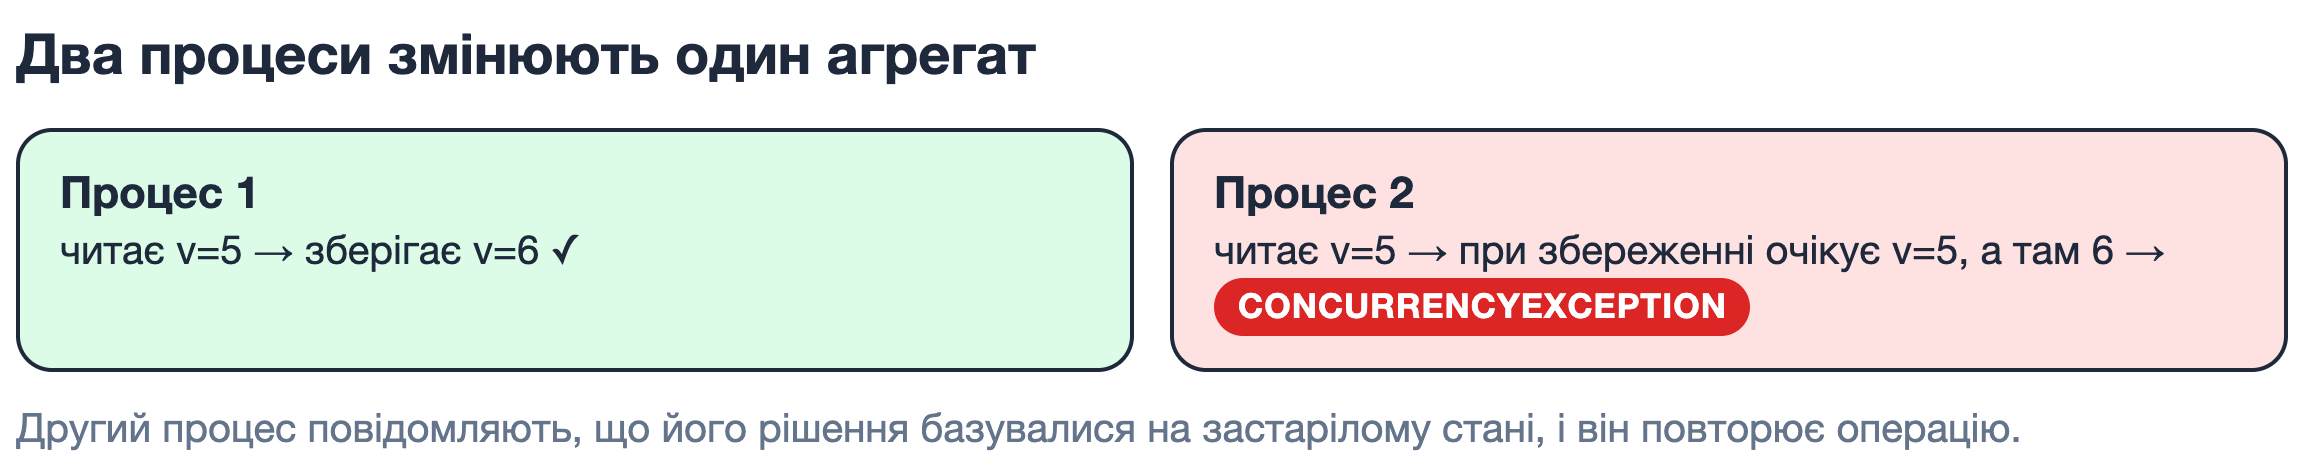 Два процеси змінюють один агрегат
Процес 1
читає v=5 → зберігає v=6 ✓
Процес 2
читає v=5 → при збереженні очікує v=5, а там 6 →
CONCURRENCYEXCEPTION
Другий процес повідомляють, що його рішення базувалися на застарілому стані, і він повторює операцію.